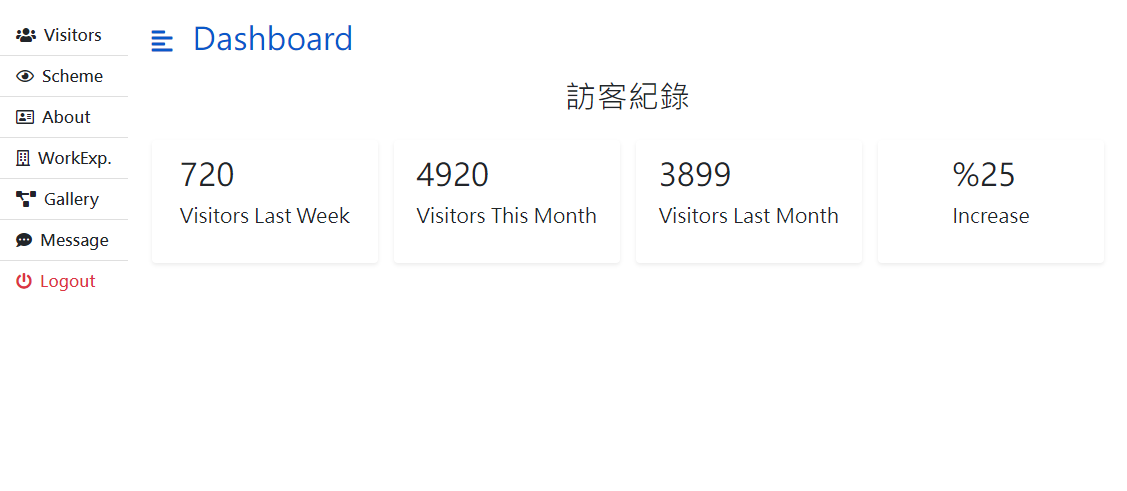 Visitors
Scheme
About
WorkExp.
Gallery
Message
Logout
Dashboard
訪客紀錄
720
Visitors Last Week
4920
Visitors This Month
3899
Visitors Last Month
%25
Increase